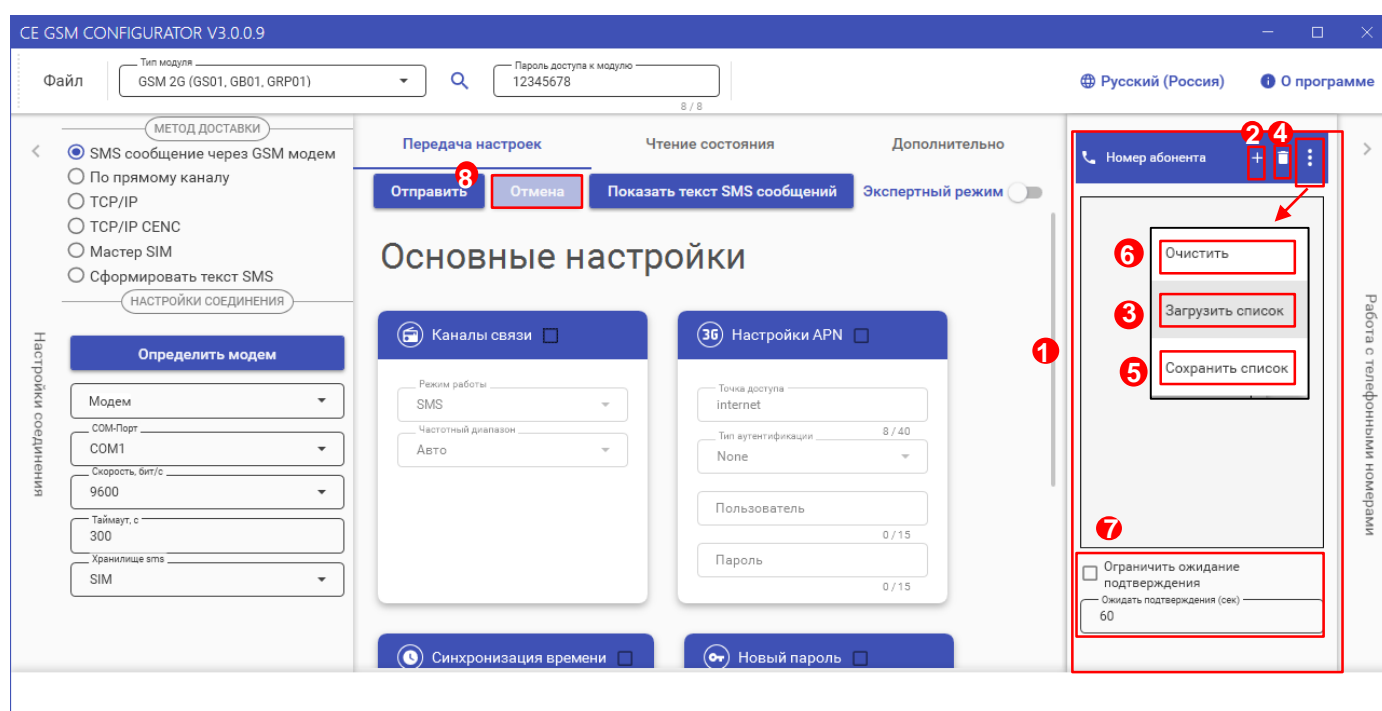 CE GSM CONFIGURATOR V3.0.0.9
Файл
Тип модуля
GSM 2G (GS01, GB01, GRP01)
Пароль доступа к модулю
12345678
8 / 8
Русский (Россия)
О программе
Настройки соединения
МЕТОД ДОСТАВКИ
SMS сообщение через GSM модем
По прямому каналу
TCP/IP
TCP/IP CENC
Мастер SIM
Сформировать текст SMS
НАСТРОЙКИ СОЕДИНЕНИЯ
Определить модем
Модем
COM-Порт
COM1
Скорость, бит/с
9600
Таймаут, с
300
Хранилище sms
SIM
Передача настроек
Чтение состояния
Дополнительно
8
Отправить
Отмена
Показать текст SMS сообщений
Экспертный режим
Основные настройки
Каналы связи
Режим работы
SMS
Частотный диапазон
Авто
3G
Настройки APN
Точка доступа
internet
8 / 40
Тип аутентификации
None
Пользователь
0 / 15
Пароль
0 / 15
Синхронизация времени
Новый пароль
1
2
4
Номер абонента
6
Очистить
3
Загрузить список
5
Сохранить список
7
Ограничить ожидание
подтверждения
Ожидать подтверждения (сек)
60
Работа с телефонными номерами